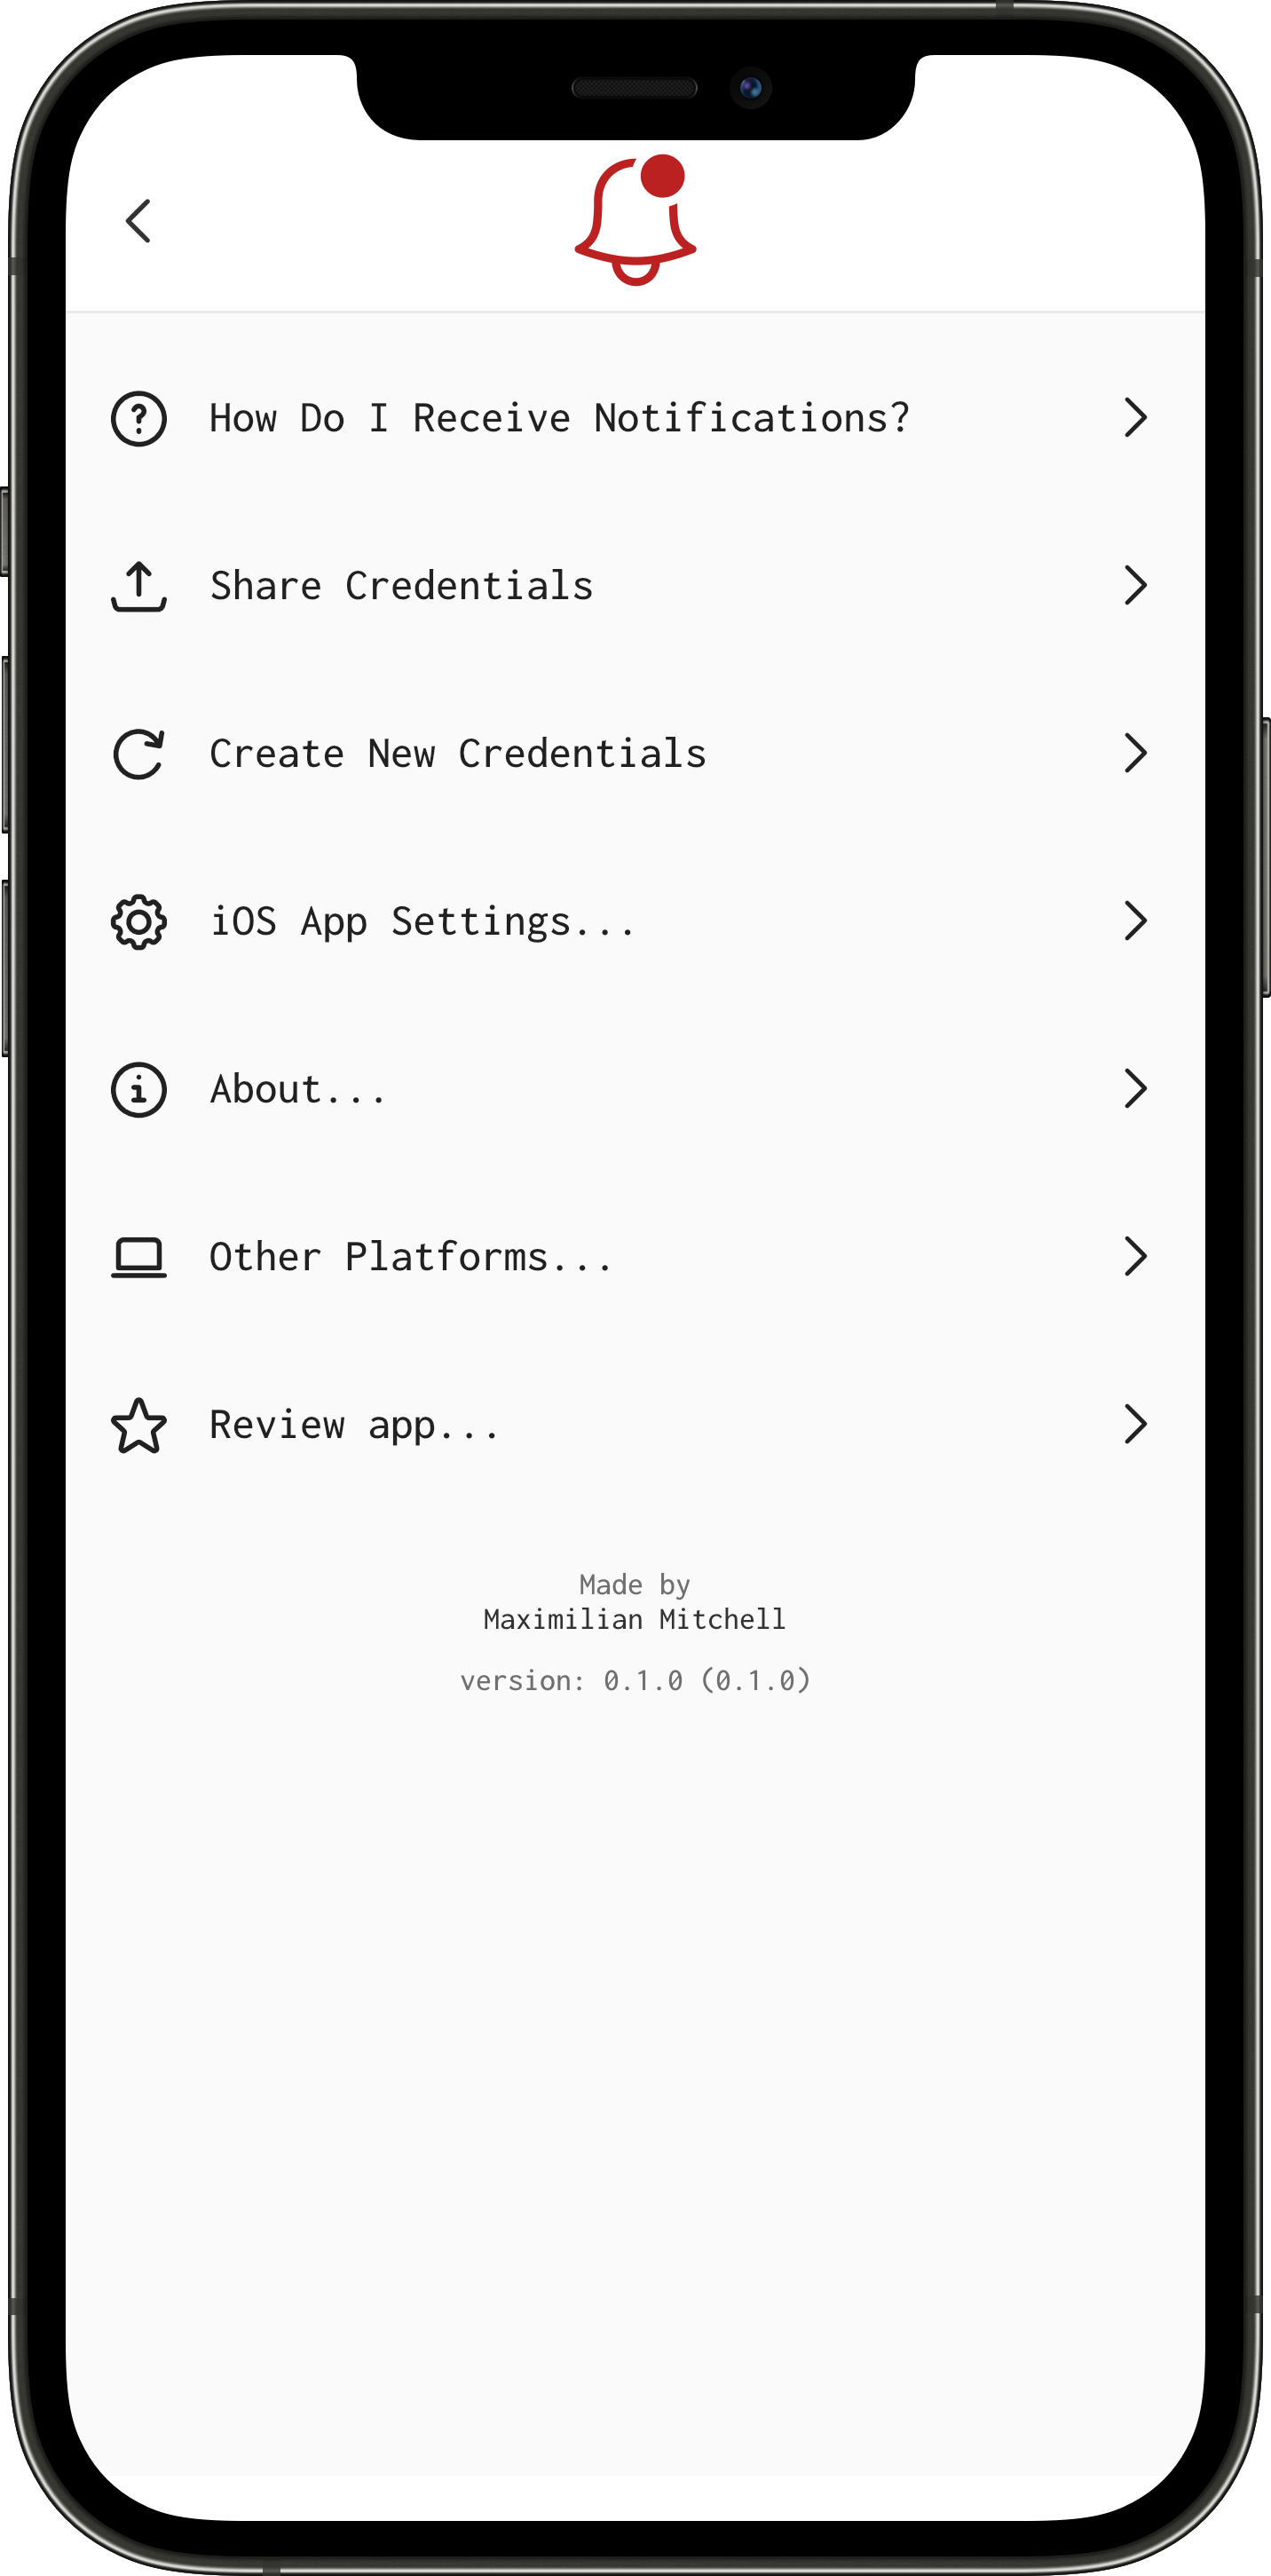 How Do I Receive Notifications?
Share Credentials
Create New Credentials
iOS App Settings...
About...
Other Platforms...
Review app...
Made by
Maximilian Mitchell
version: 0.1.0 (0.1.0)